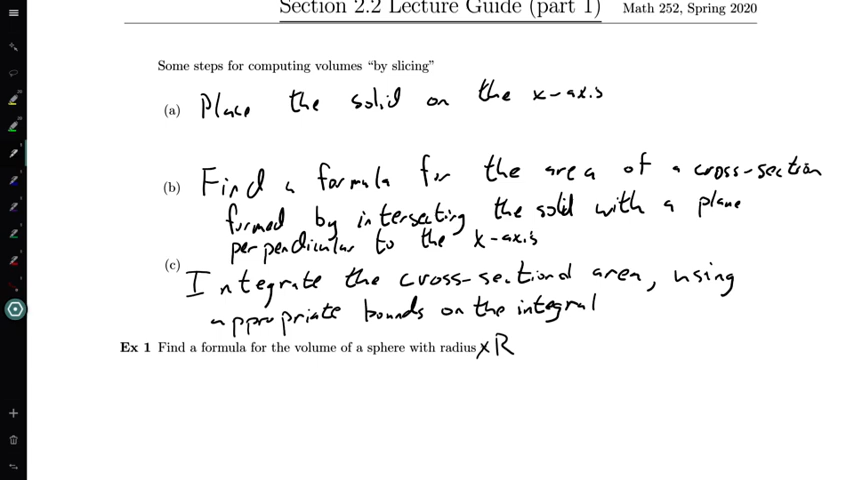 Section 2.2 Lecture Guide (part 1) Math 252, Spring 2020
Some steps for computing volumes “by slicing”
(a) Place the solid on the x-axis
(b) Find a formula for the area of a cross-section
formed by intersecting the solid with a plane
perpendicular to the x-axis
(c) Integrate the cross-sectional area, using
appropriate bounds on the integral
Ex 1 Find a formula for the volume of a sphere with radius R